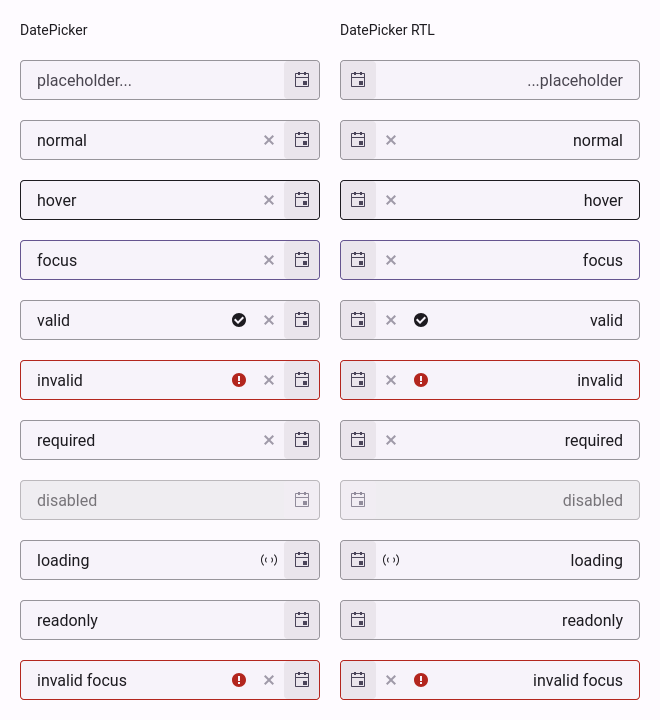 DatePicker
DatePicker RTL
placeholder...
...placeholder
normal
normal
hover
hover
focus
focus
valid
valid
invalid
invalid
required
required
disabled
disabled
loading
loading
readonly
readonly
invalid focus
invalid focus